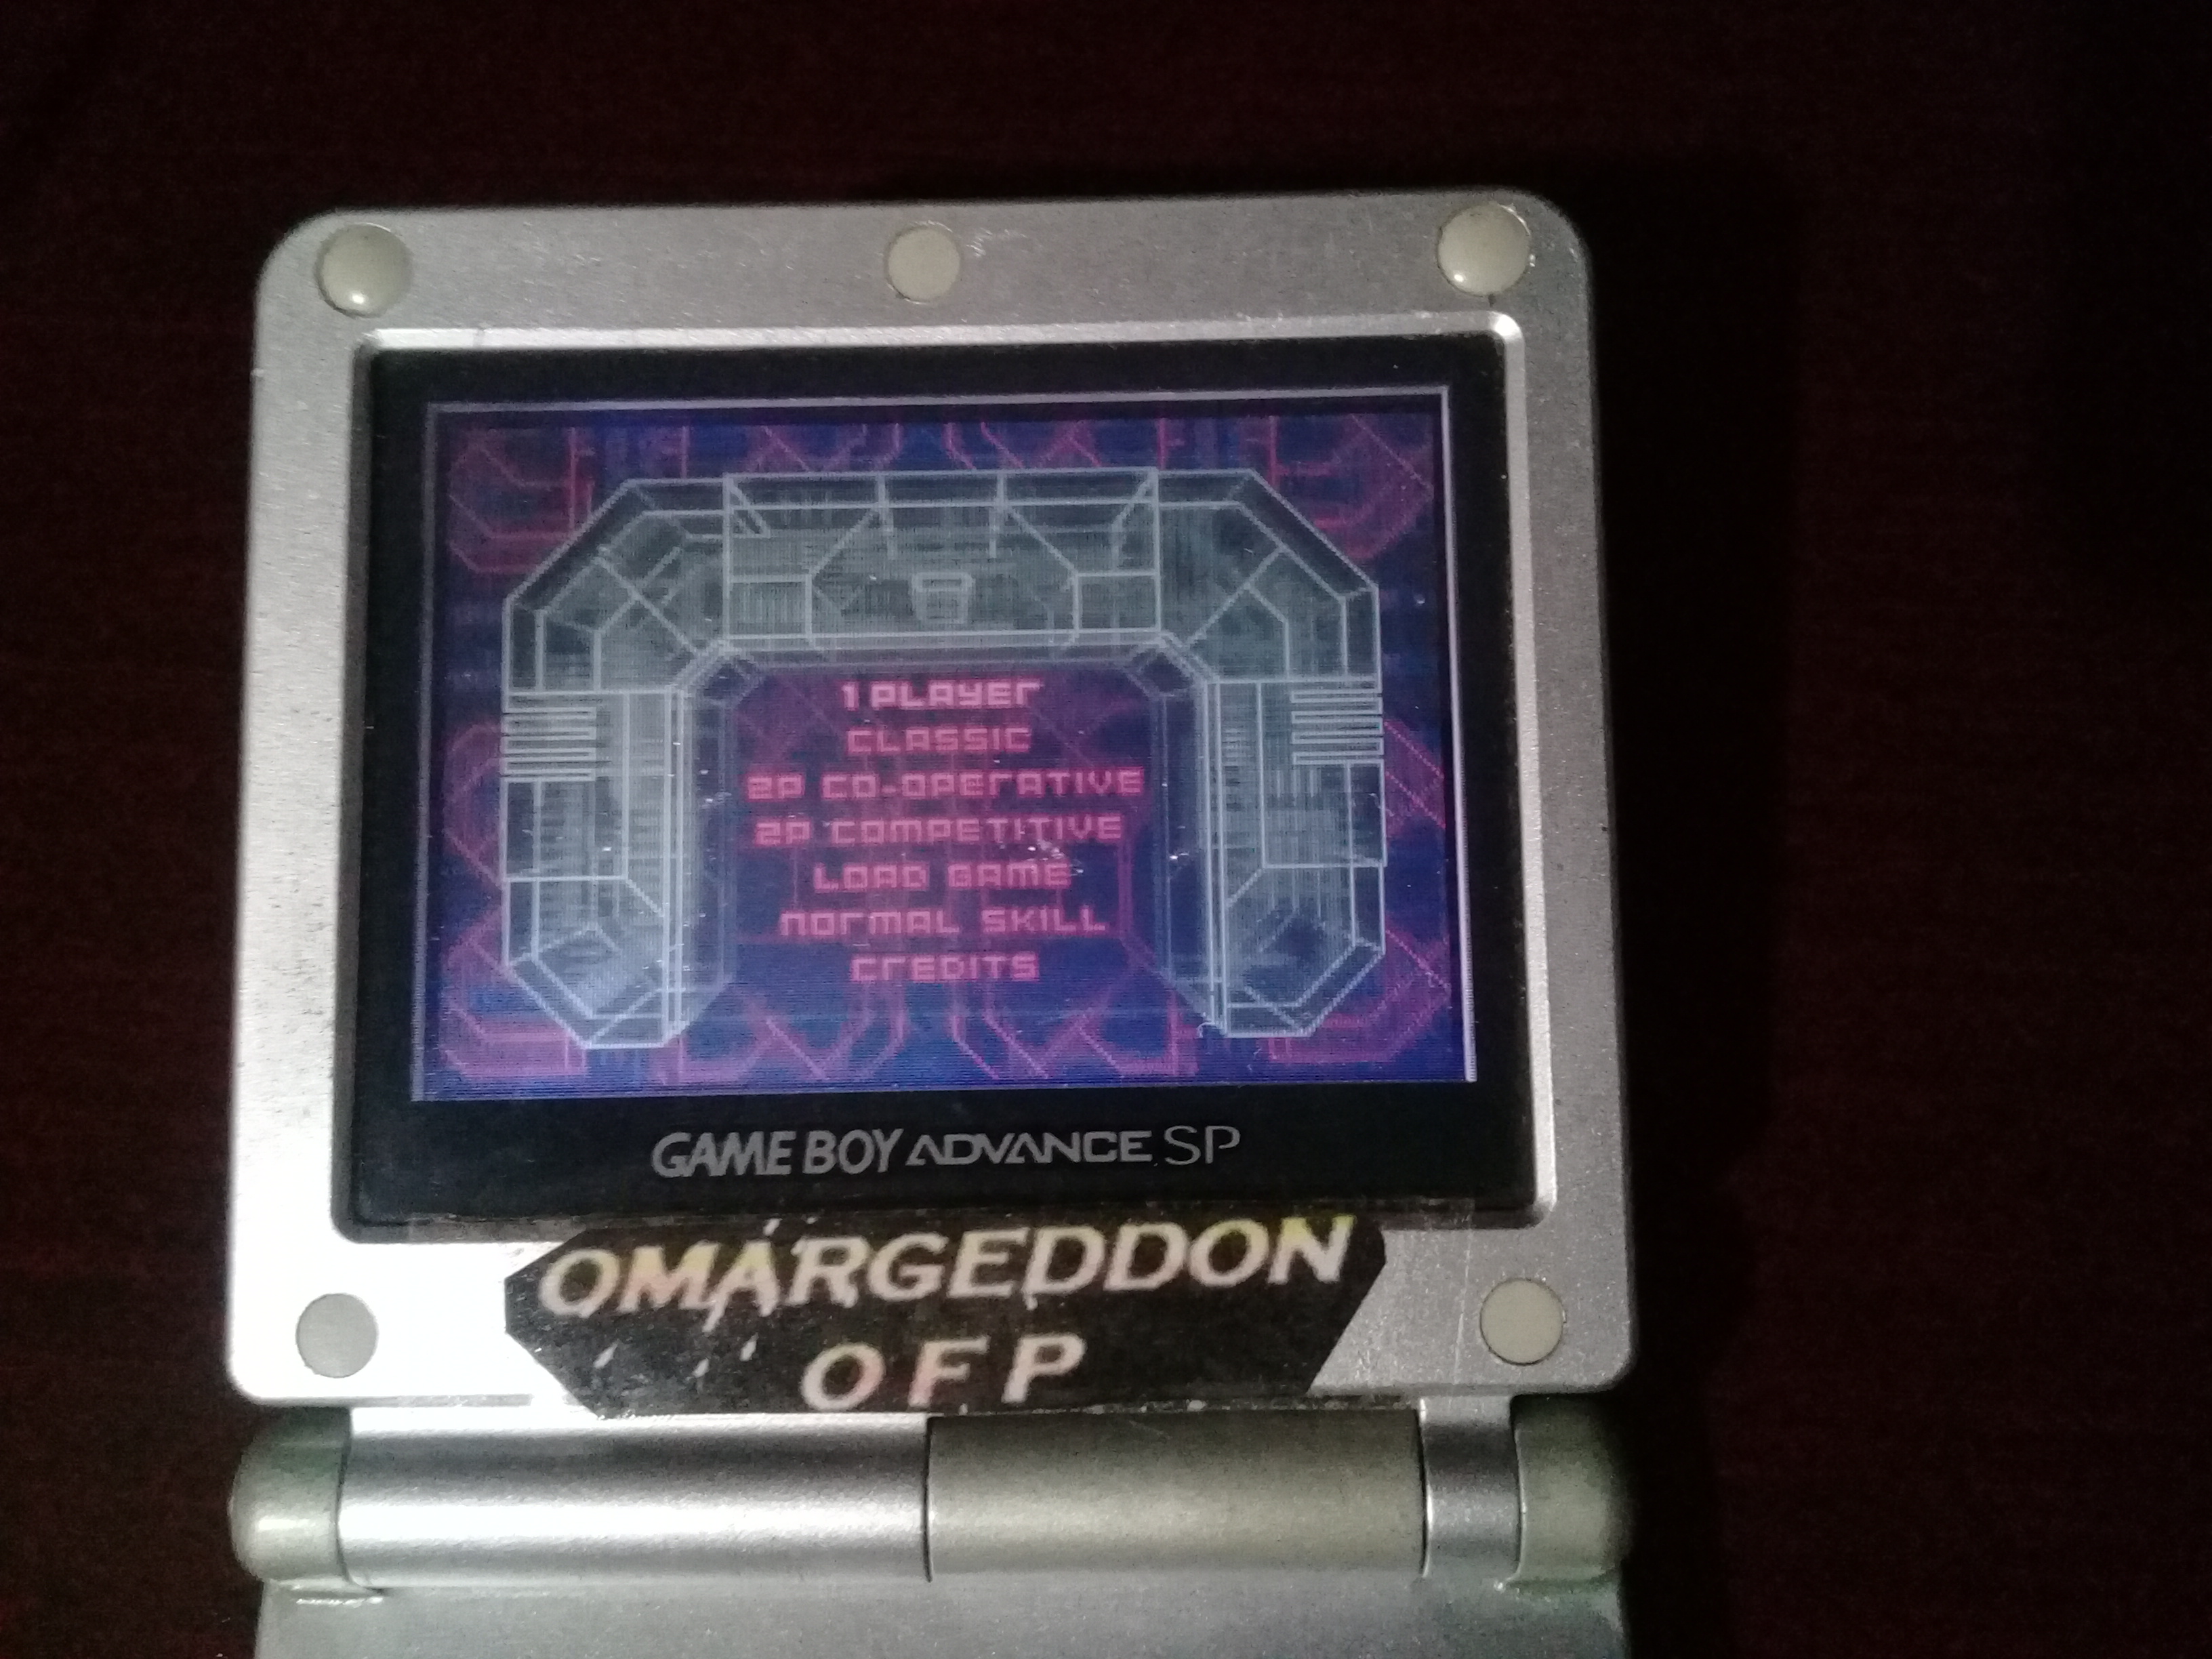 1 PLAYER
CLASSIC
2P CO-OPERATIVE
2P COMPETITIVE
LOAD GAME
NORMAL SKILL
CREDITS
GAME BOY ADVANCE SP
OMARGEDDON
OFP